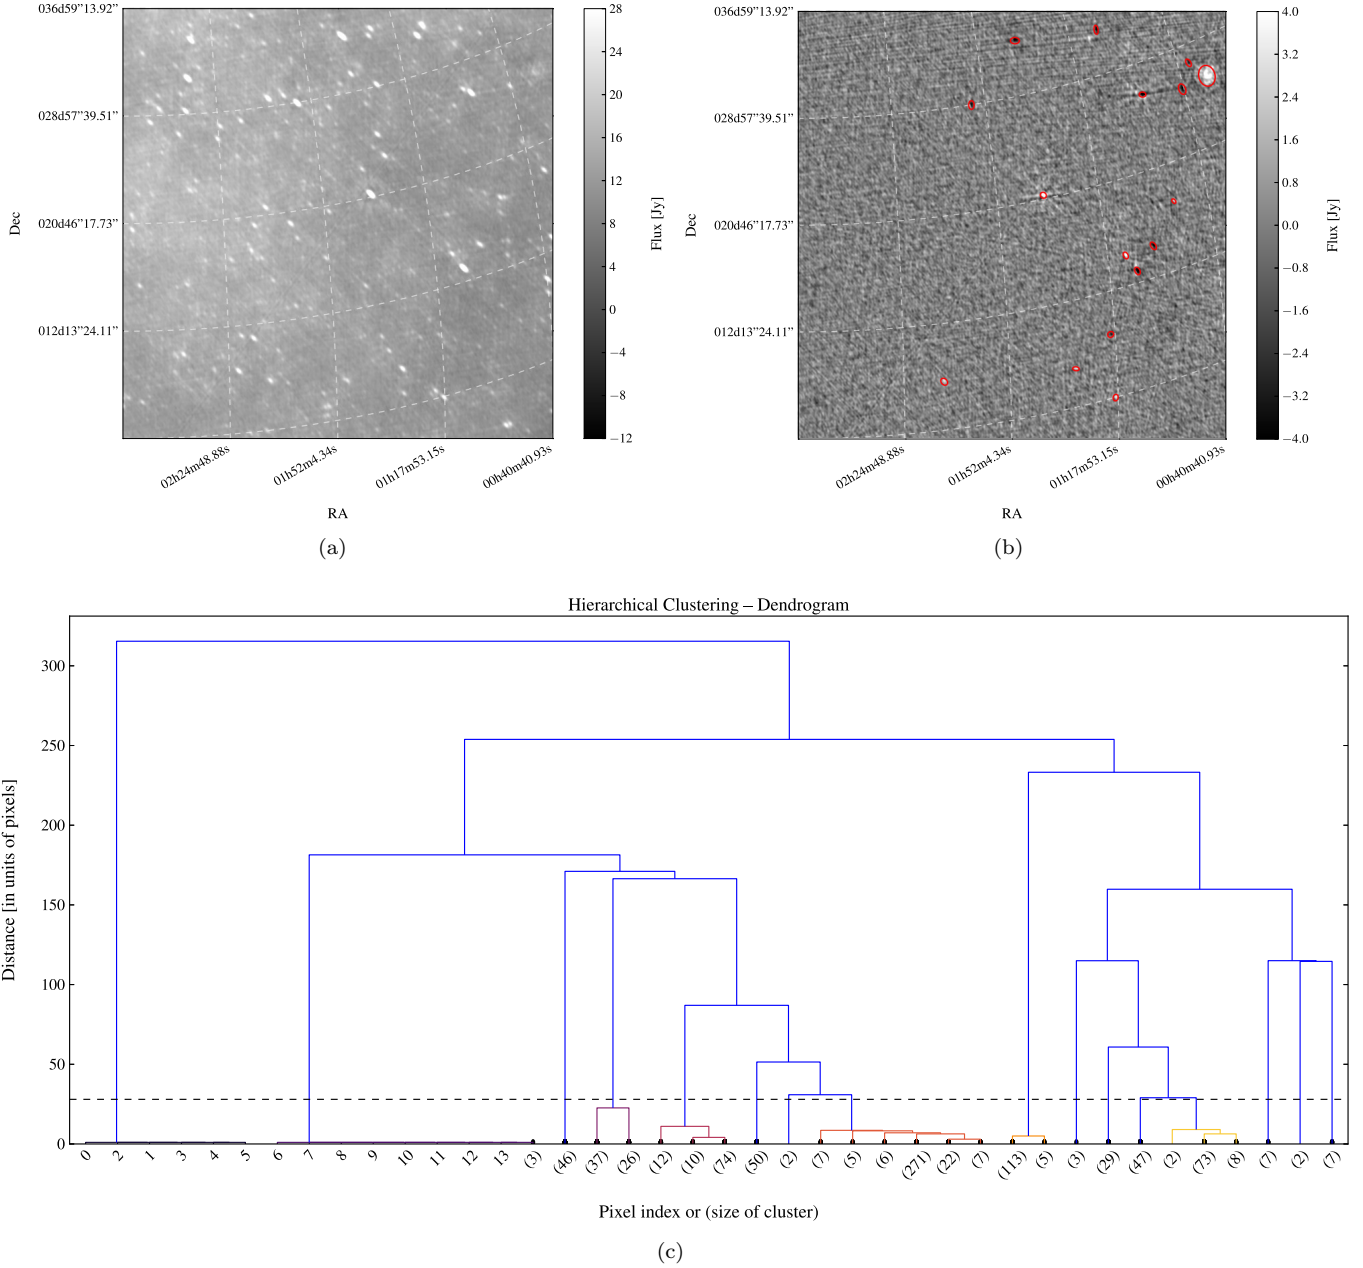 036d59”13.92”
028d57”39.51”
020d46”17.73”
012d13”24.11”
Dec
02h24m48.88s
01h52m4.34s
01h17m53.15s
00h40m40.93s
RA
28
24
20
16
12
8
4
0
−4
−8
−12
Flux [Jy]
(a)
036d59”13.92”
028d57”39.51”
020d46”17.73”
012d13”24.11”
Dec
02h24m48.88s
01h52m4.34s
01h17m53.15s
00h40m40.93s
RA
4.0
3.2
2.4
1.6
0.8
0.0
−0.8
−1.6
−2.4
−3.2
−4.0
Flux [Jy]
(b)
Hierarchical Clustering – Dendrogram
300
250
200
150
100
50
0
Distance [in units of pixels]
0 2 1 3 4 5 6 7 8 9 10 11 12 13 (3) (46) (37) (26) (12) (10) (74) (50) (2) (7) (5) (6) (271) (22) (7) (113) (5) (3) (29) (47) (2) (73) (8) (7) (2) (7)
Pixel index or (size of cluster)
(c)